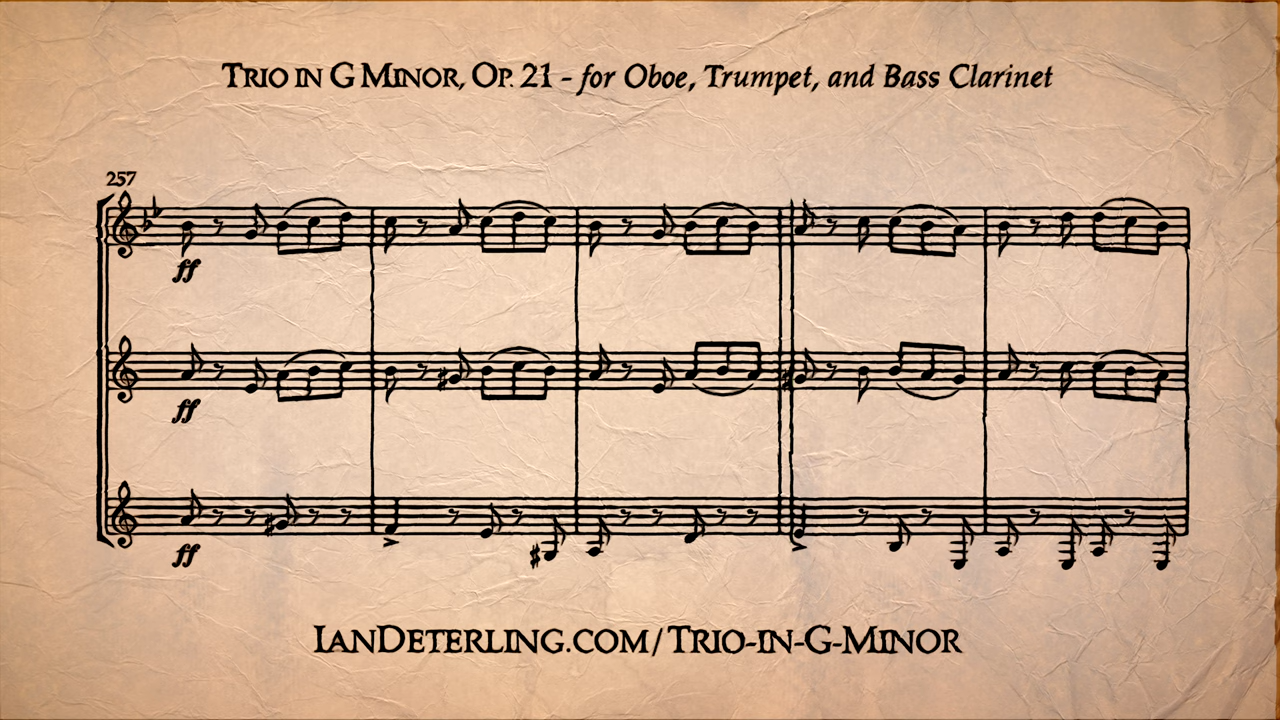 Trio in G Minor, Op. 21 - for Oboe, Trumpet, and Bass Clarinet
257
ff
ff
ff
IanDeterling.com/Trio-in-G-Minor